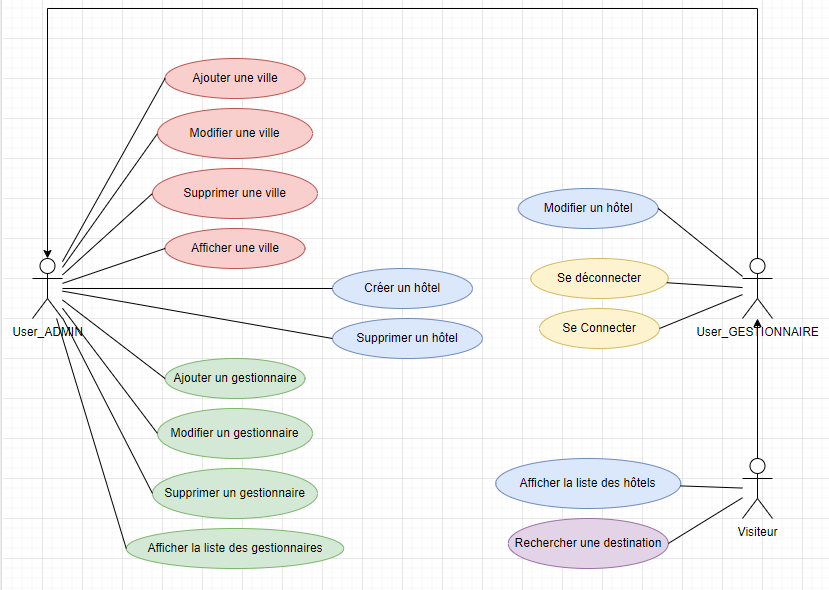 Ajouter une ville
Modifier une ville
Supprimer une ville
Modifier un hôtel
Afficher une ville
Se déconnecter
Créer un hôtel
Se Connecter
User_ADMIN
User_GESTIONNAIRE
Supprimer un hôtel
Ajouter un gestionnaire
Modifier un gestionnaire
Afficher la liste des hôtels
Supprimer un gestionnaire
Visiteur
Rechercher une destination
Afficher la liste des gestionnaires